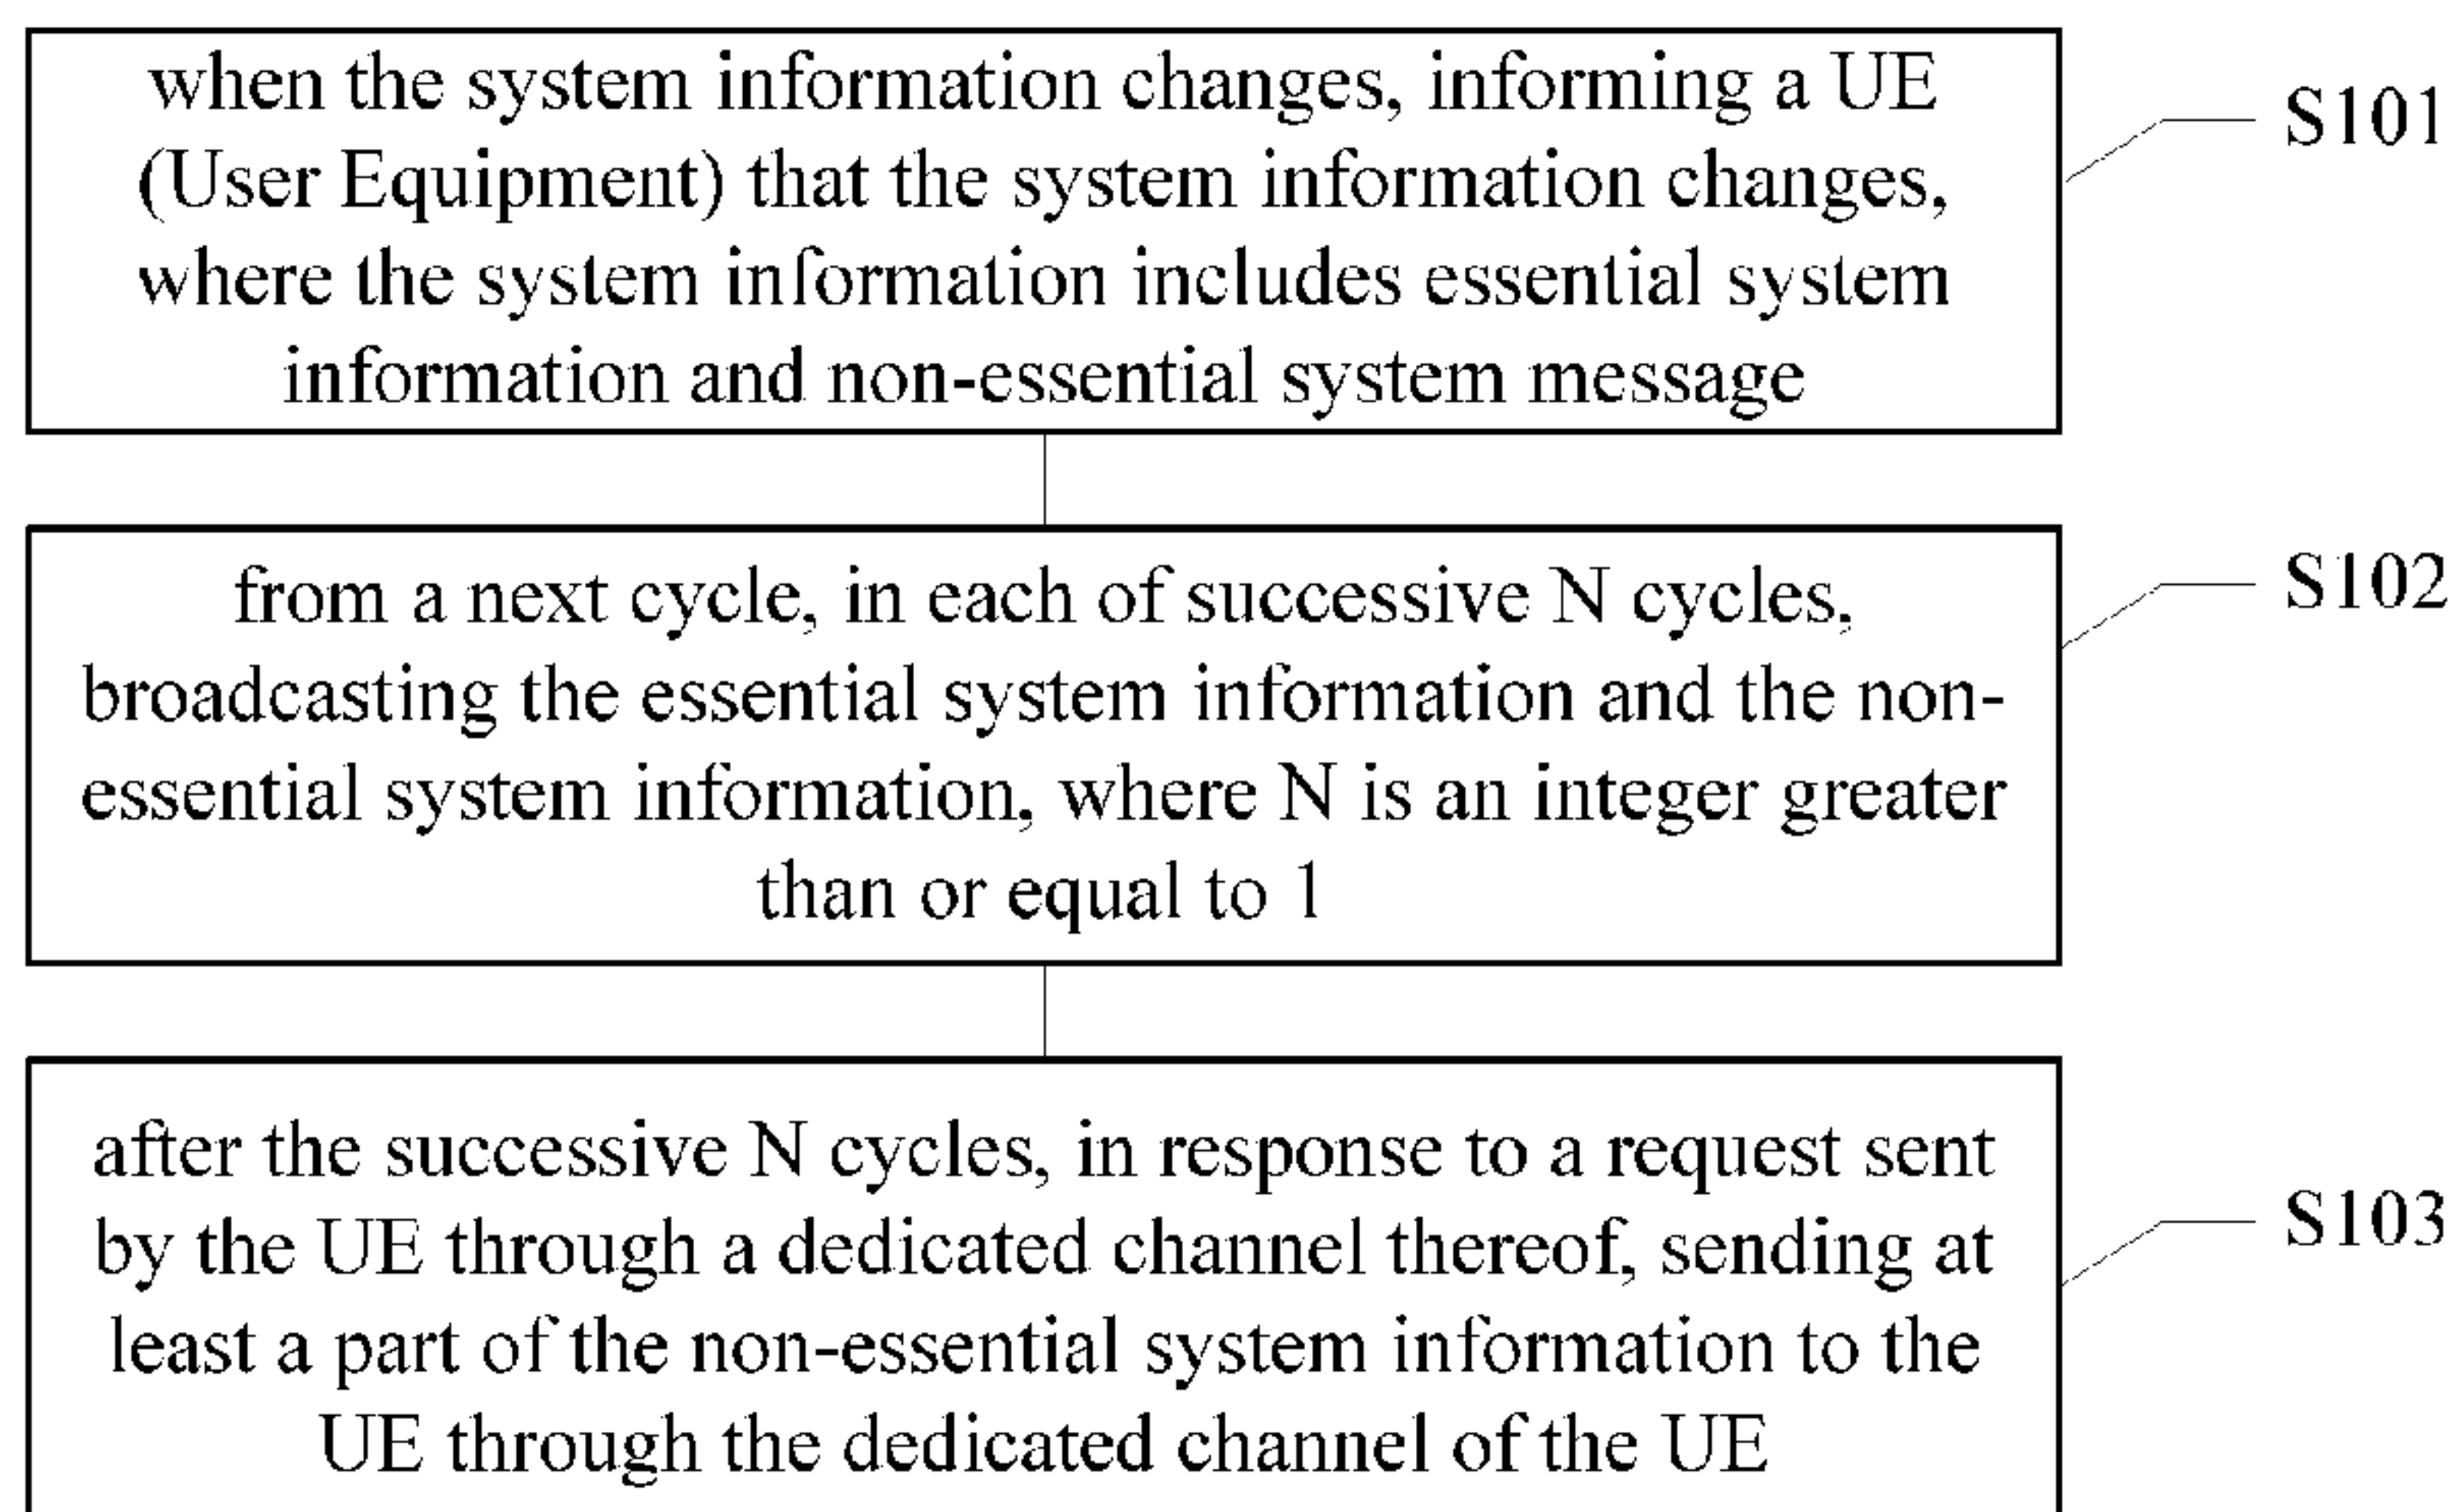 when the system information changes, informing a UE
(User Equipment) that the system information changes,
where the system information includes essential system
information and non-essential system message
S101
from a next cycle, in each of successive N cycles,
broadcasting the essential system information and the non-
essential system information, where N is an integer greater
than or equal to 1
S102
after the successive N cycles, in response to a request sent
by the UE through a dedicated channel thereof, sending at
least a part of the non-essential system information to the
UE through the dedicated channel of the UE
S103